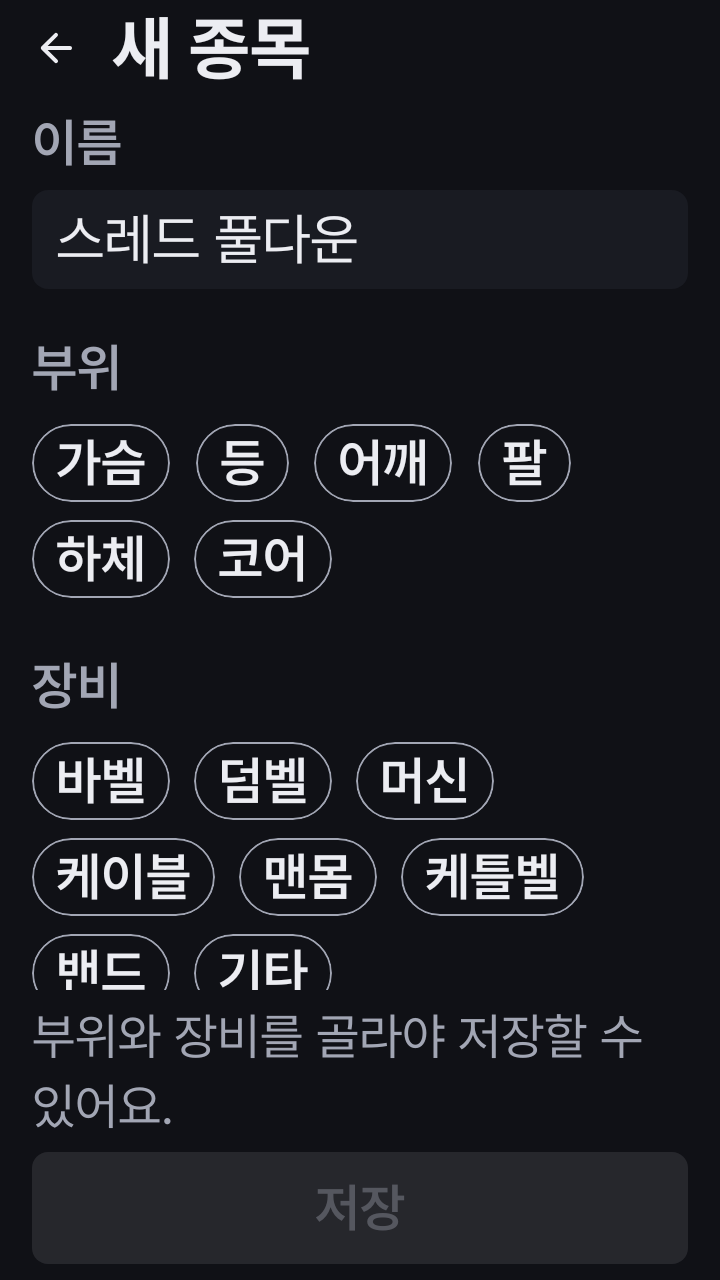 새 종목
이름
스레드 풀다운
부위
가슴 등 어깨 팔
하체 코어
장비
바벨 덤벨 머신
케이블 맨몸 케틀벨
밴드 기타
부위와 장비를 골라야 저장할 수
있어요.
저장